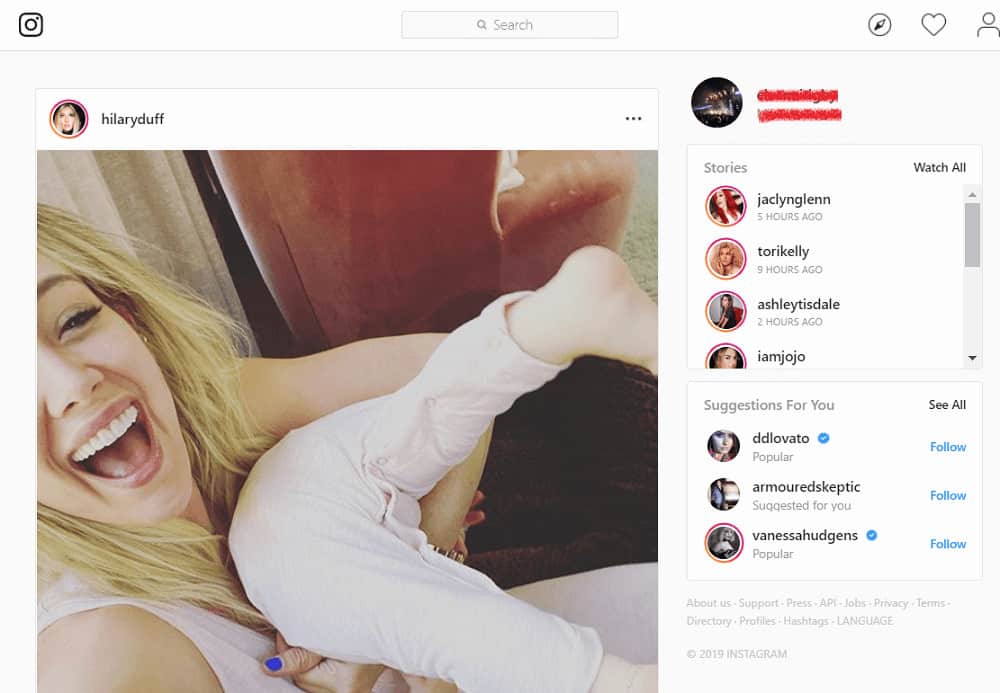 Search
hilaryduff
Stories Watch All
jaclynglenn
5 HOURS AGO
torikelly
9 HOURS AGO
ashleytisdale
2 HOURS AGO
iamjojo
Suggestions For You See All
ddlovato
Popular
Follow
armouredskeptic
Suggested for you
Follow
vanessahudgens
Popular
Follow
About us · Support · Press · API · Jobs · Privacy · Terms ·
Directory · Profiles · Hashtags · LANGUAGE
© 2019 INSTAGRAM